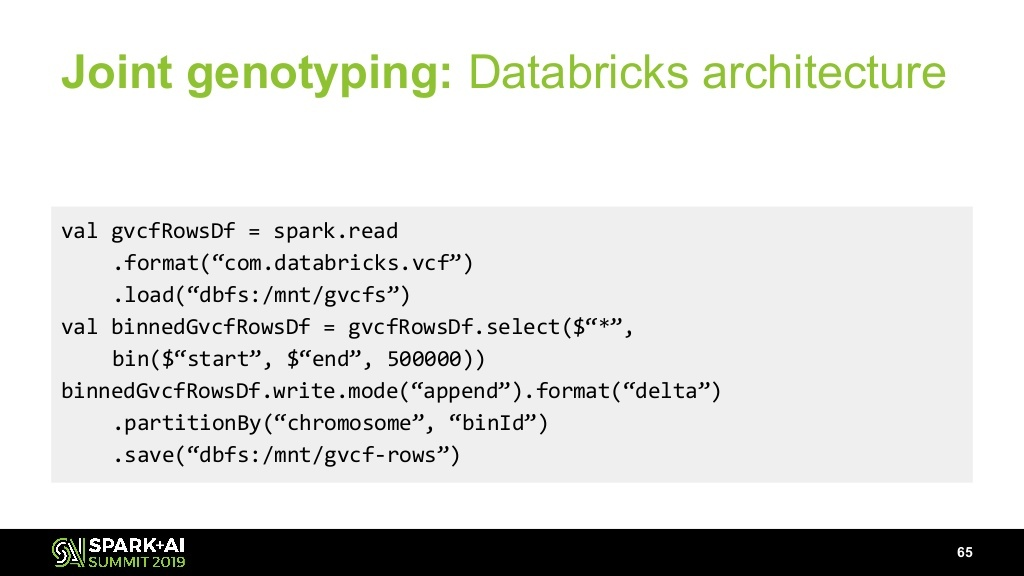 Joint genotyping: Databricks architecture
val gvcfRowsDf = spark.read
.format(“com.databricks.vcf”)
.load(“dbfs:/mnt/gvcfs”)
val binnedGvcfRowsDf = gvcfRowsDf.select($“*”,
bin($“start”, $“end”, 500000))
binnedGvcfRowsDf.write.mode(“append”).format(“delta”)
.partitionBy(“chromosome”, “binId”)
.save(“dbfs:/mnt/gvcf-rows”)
SPARK+AI
SUMMIT 2019
65